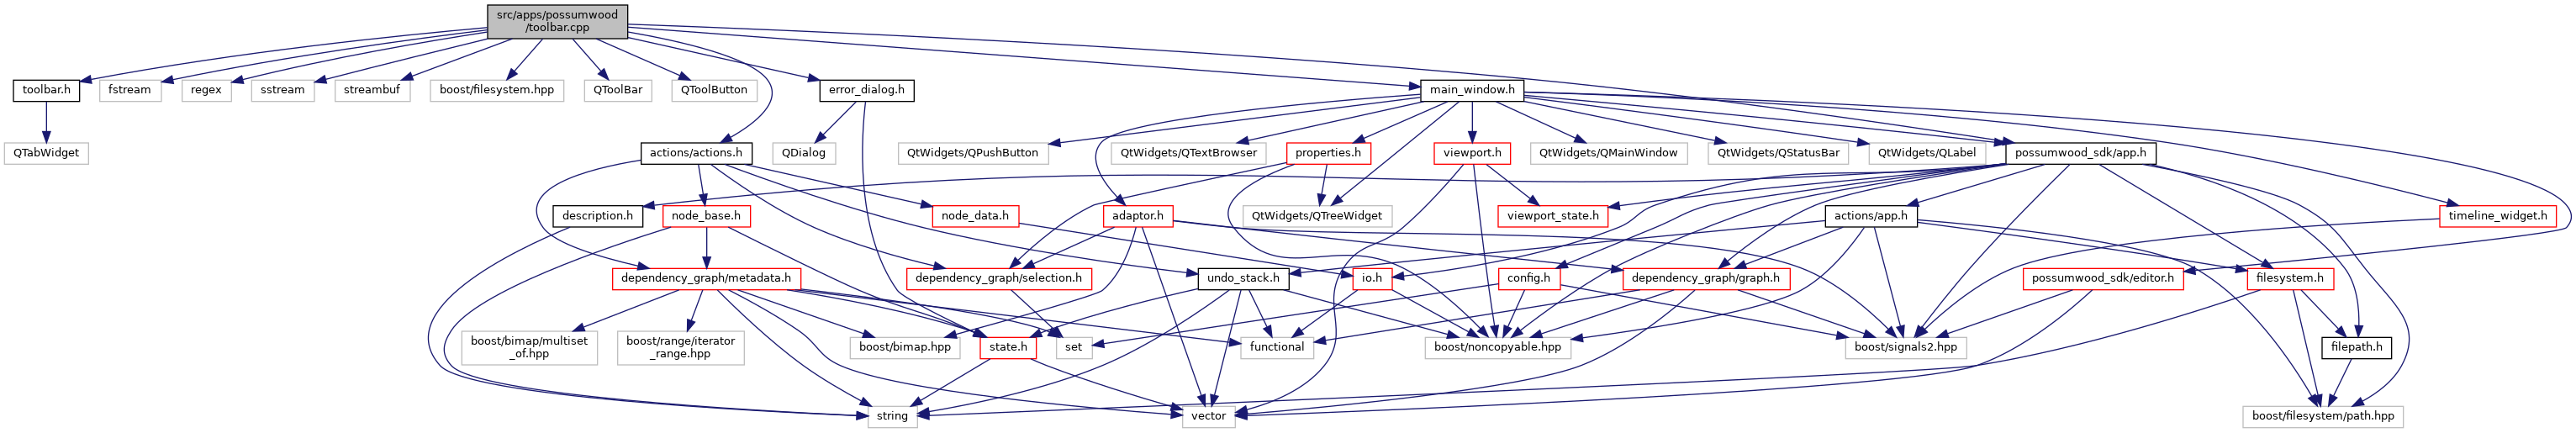 src/apps/possumwood
/toolbar.cpp
toolbar.h
fstream
regex
sstream
streambuf
boost/filesystem.hpp
QToolBar
QToolButton
error_dialog.h
main_window.h
QTabWidget
actions/actions.h
QDialog
QtWidgets/QPushButton
QtWidgets/QTextBrowser
properties.h
viewport.h
QtWidgets/QMainWindow
QtWidgets/QStatusBar
QtWidgets/QLabel
possumwood_sdk/app.h
description.h
node_base.h
node_data.h
adaptor.h
QtWidgets/QTreeWidget
viewport_state.h
actions/app.h
timeline_widget.h
dependency_graph/metadata.h
dependency_graph/selection.h
undo_stack.h
io.h
config.h
dependency_graph/graph.h
possumwood_sdk/editor.h
filesystem.h
boost/bimap/multiset
_of.hpp
boost/range/iterator
_range.hpp
boost/bimap.hpp
state.h
set
functional
boost/noncopyable.hpp
boost/signals2.hpp
filepath.h
string
vector
boost/filesystem/path.hpp